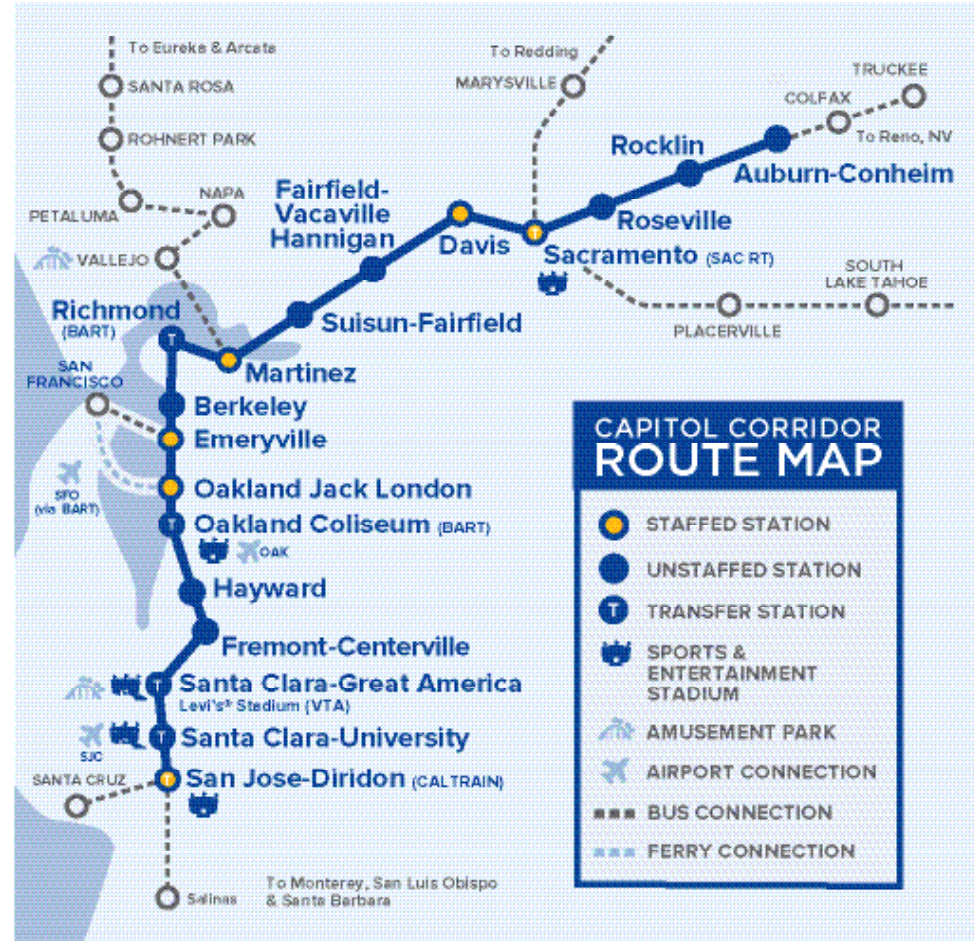 To Eureka & Arcata
SANTA ROSA
ROHNERT PARK
NAPA
PETALUMA
VALLEJO
To Redding
MARYSVILLE
TRUCKEE
COLFAX
To Reno, NV
Rocklin
Auburn-Conheim
Roseville
Fairfield-
Vacaville
Hannigan
Davis
Sacramento (SAC RT)
SOUTH
LAKE TAHOE
PLACERVILLE
Suisun-Fairfield
Richmond
(BART)
T
T
Martinez
SAN
FRANCISCO
Berkeley
Emeryville
SFO
(via BART)
Oakland Jack London
T
Oakland Coliseum (BART)
OAK
Hayward
Fremont-Centerville
T
Santa Clara-Great America
Levi's® Stadium (VTA)
T
Santa Clara-University
SJC
SANTA CRUZ
T
San Jose-Diridon (CALTRAIN)
Salinas
To Monterey, San Luis Obispo
& Santa Barbara
CAPITOL CORRIDOR
ROUTE MAP
STAFFED STATION
UNSTAFFED STATION
T
TRANSFER STATION
SPORTS &
ENTERTAINMENT
STADIUM
AMUSEMENT PARK
AIRPORT CONNECTION
BUS CONNECTION
FERRY CONNECTION